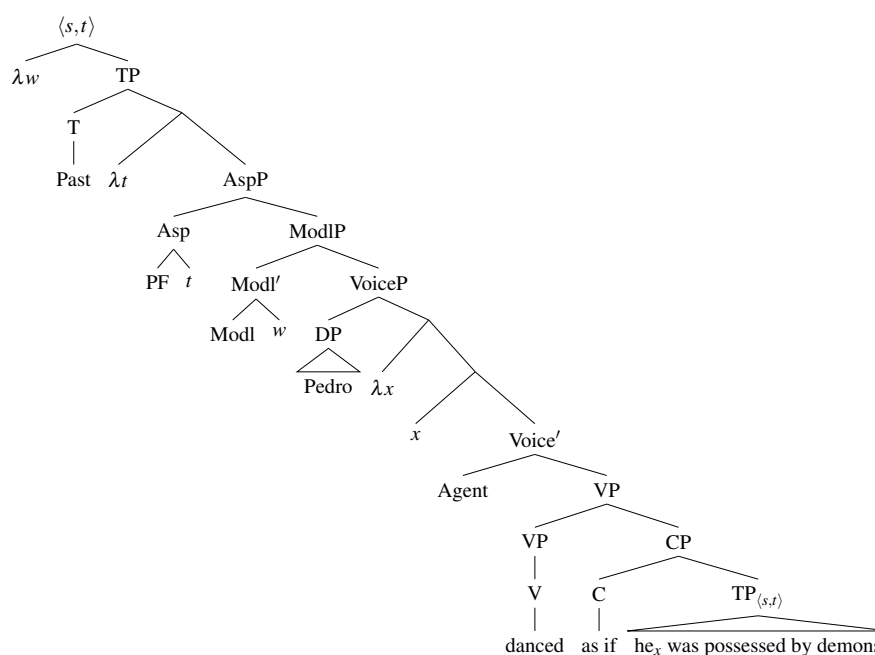 ⟨s,t⟩
λw TP
T
Past λt AspP
Asp ModlP
PF t Modl′ VoiceP
Modl w DP
Pedro λx
x Voice′
Agent VP
VP CP
V C TP⟨s,t⟩
danced as if heₓ was possessed by demons